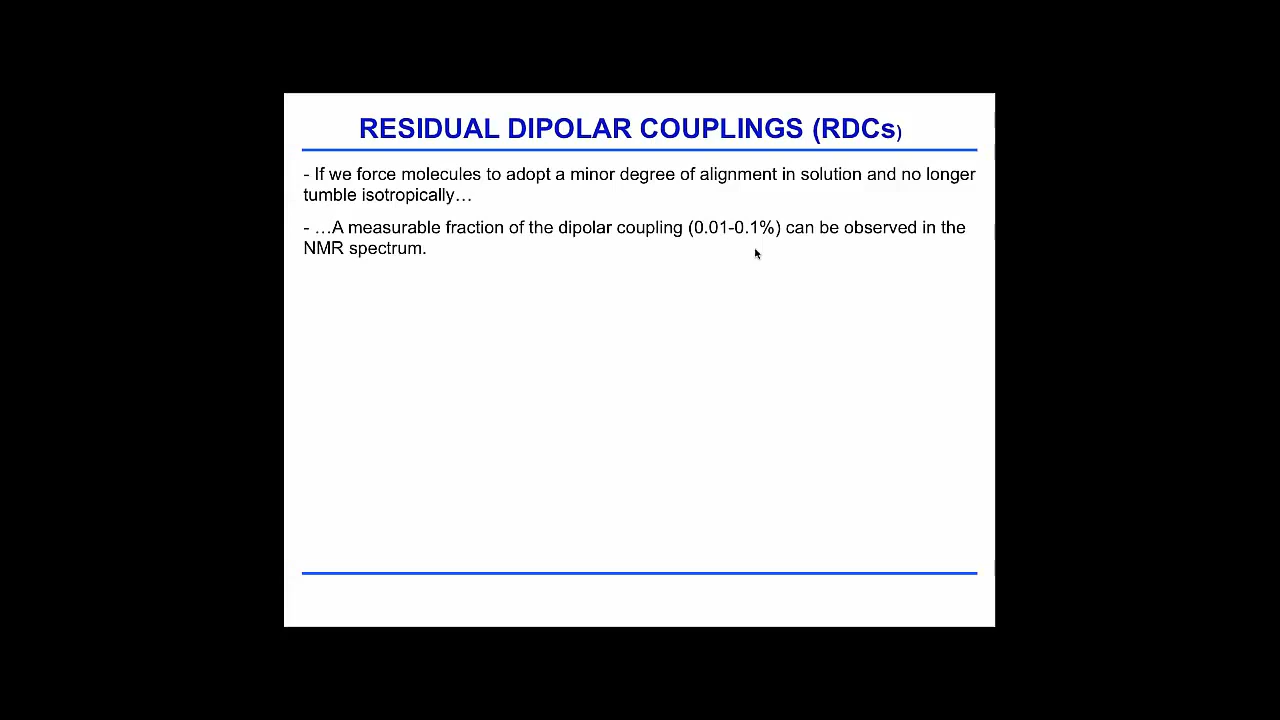 RESIDUAL DIPOLAR COUPLINGS (RDCs)
- If we force molecules to adopt a minor degree of alignment in solution and no longer
tumble isotropically…
- …A measurable fraction of the dipolar coupling (0.01-0.1%) can be observed in the
NMR spectrum.